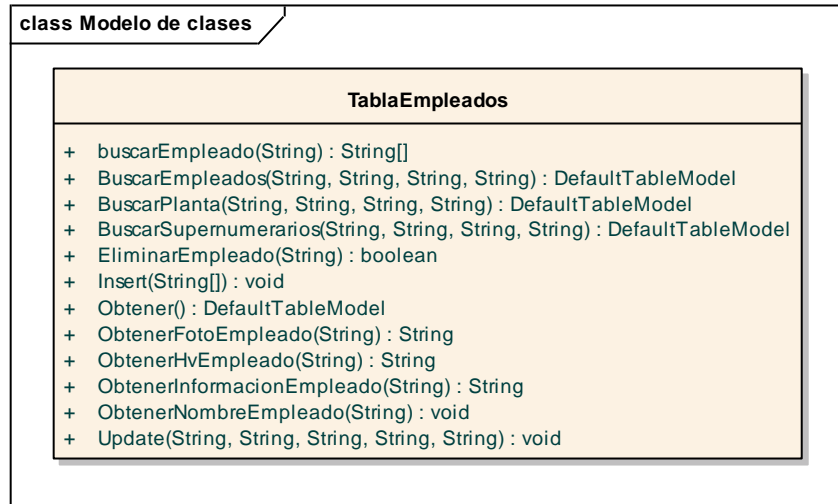 class Modelo de clases
TablaEmpleados
+ buscarEmpleado(String) : String[]
+ BuscarEmpleados(String, String, String, String) : DefaultTableModel
+ BuscarPlanta(String, String, String, String) : DefaultTableModel
+ BuscarSupernumerarios(String, String, String, String) : DefaultTableModel
+ EliminarEmpleado(String) : boolean
+ Insert(String[]) : void
+ Obtener() : DefaultTableModel
+ ObtenerFotoEmpleado(String) : String
+ ObtenerHvEmpleado(String) : String
+ ObtenerInformacionEmpleado(String) : String
+ ObtenerNombreEmpleado(String) : void
+ Update(String, String, String, String, String) : void